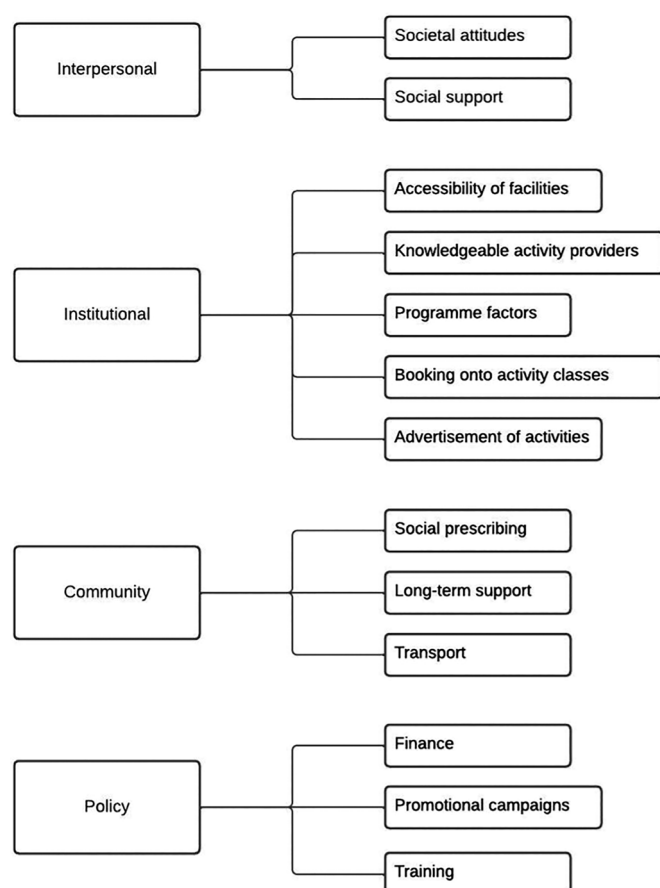 Interpersonal
Societal attitudes
Social support
Institutional
Accessibility of facilities
Knowledgeable activity providers
Programme factors
Booking onto activity classes
Advertisement of activities
Community
Social prescribing
Long-term support
Transport
Policy
Finance
Promotional campaigns
Training